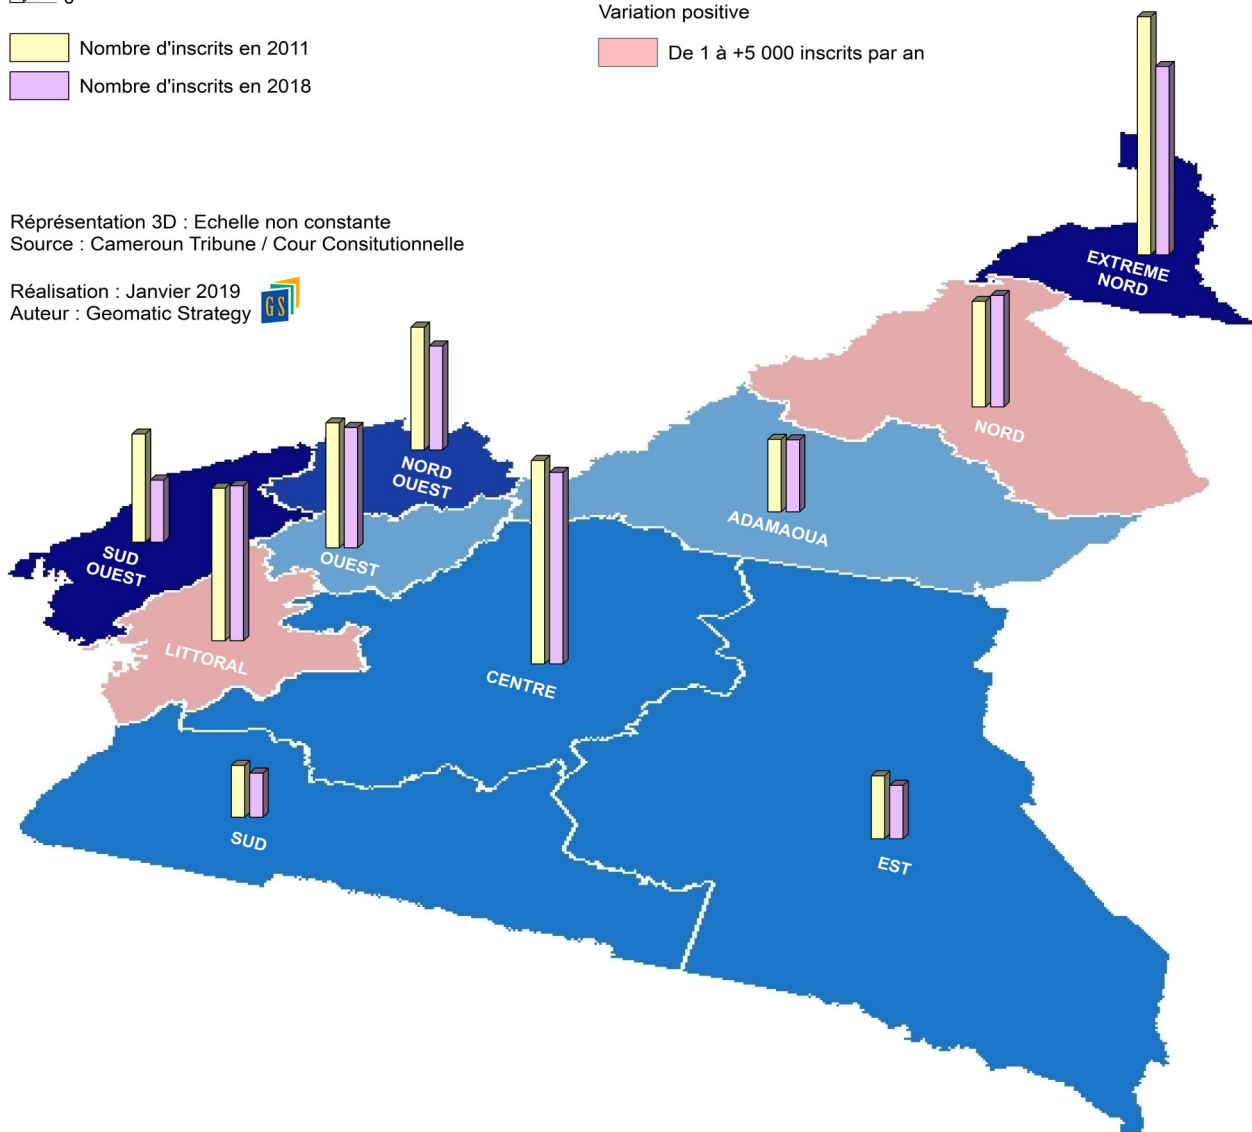 0
Nombre d'inscrits en 2011
Nombre d'inscrits en 2018
Variation positive
De 1 à +5 000 inscrits par an
Réprésentation 3D : Echelle non constante
Source : Cameroun Tribune / Cour Consitutionnelle
Réalisation : Janvier 2019
Auteur : Geomatic Strategy
GS
EXTREME
NORD
NORD
NORD
OUEST
ADAMAOUA
SUD
OUEST
OUEST
LITTORAL
CENTRE
SUD
EST